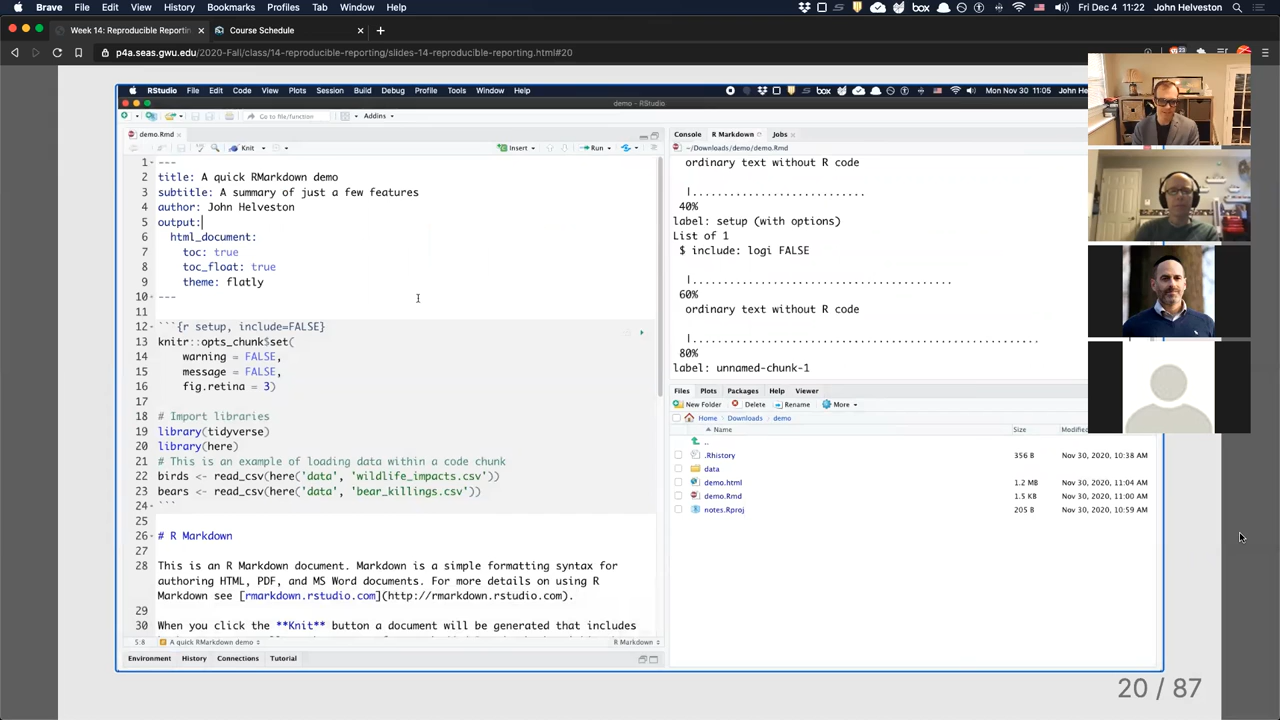 Brave File Edit View History Bookmarks Profiles Tab Window Help Fri Dec 4 11:22 John Helveston
Week 14: Reproducible Reportin Course Schedule
p4a.seas.gwu.edu/2020-Fall/class/14-reproducible-reporting/slides-14-reproducible-reporting.html#20
RStudio File Edit Code View Plots Session Build Debug Profile Tools Window Help Mon Nov 30 11:05 John He
demo - RStudio
Go to file/function Addins
demo.Rmd
Knit Insert Run
1 ---
2 title: A quick RMarkdown demo
3 subtitle: A summary of just a few features
4 author: John Helveston
5 output:
6 html_document:
7 toc: true
8 toc_float: true
9 theme: flatly
10 ---
11
12 ```{r setup, include=FALSE}
13 knitr::opts_chunk$set(
14 warning = FALSE,
15 message = FALSE,
16 fig.retina = 3)
17
18 # Import libraries
19 library(tidyverse)
20 library(here)
21 # This is an example of loading data within a code chunk
22 birds <- read_csv(here('data', 'wildlife_impacts.csv'))
23 bears <- read_csv(here('data', 'bear_killings.csv'))
24 ```
25
26 # R Markdown
27
28 This is an R Markdown document. Markdown is a simple formatting syntax for
authoring HTML, PDF, and MS Word documents. For more details on using R
Markdown see [rmarkdown.rstudio.com](http://rmarkdown.rstudio.com).
29
30 When you click the **Knit** button a document will be generated that includes
5:8 A quick RMarkdown demo R Markdown
Environment History Connections Tutorial
Console R Markdown Jobs
~/Downloads/demo/demo.Rmd
ordinary text without R code
|...........................
40%
label: setup (with options)
List of 1
$ include: logi FALSE
|.........................................
60%
ordinary text without R code
|......................................................
80%
label: unnamed-chunk-1
Files Plots Packages Help Viewer
New Folder Delete Rename More
Home Downloads demo
Name Size Modified
..
.Rhistory 356 B Nov 30, 2020, 10:38 AM
data
demo.html 1.2 MB Nov 30, 2020, 11:04 AM
demo.Rmd 1.5 KB Nov 30, 2020, 11:00 AM
notes.Rproj 205 B Nov 30, 2020, 10:59 AM
20 / 87